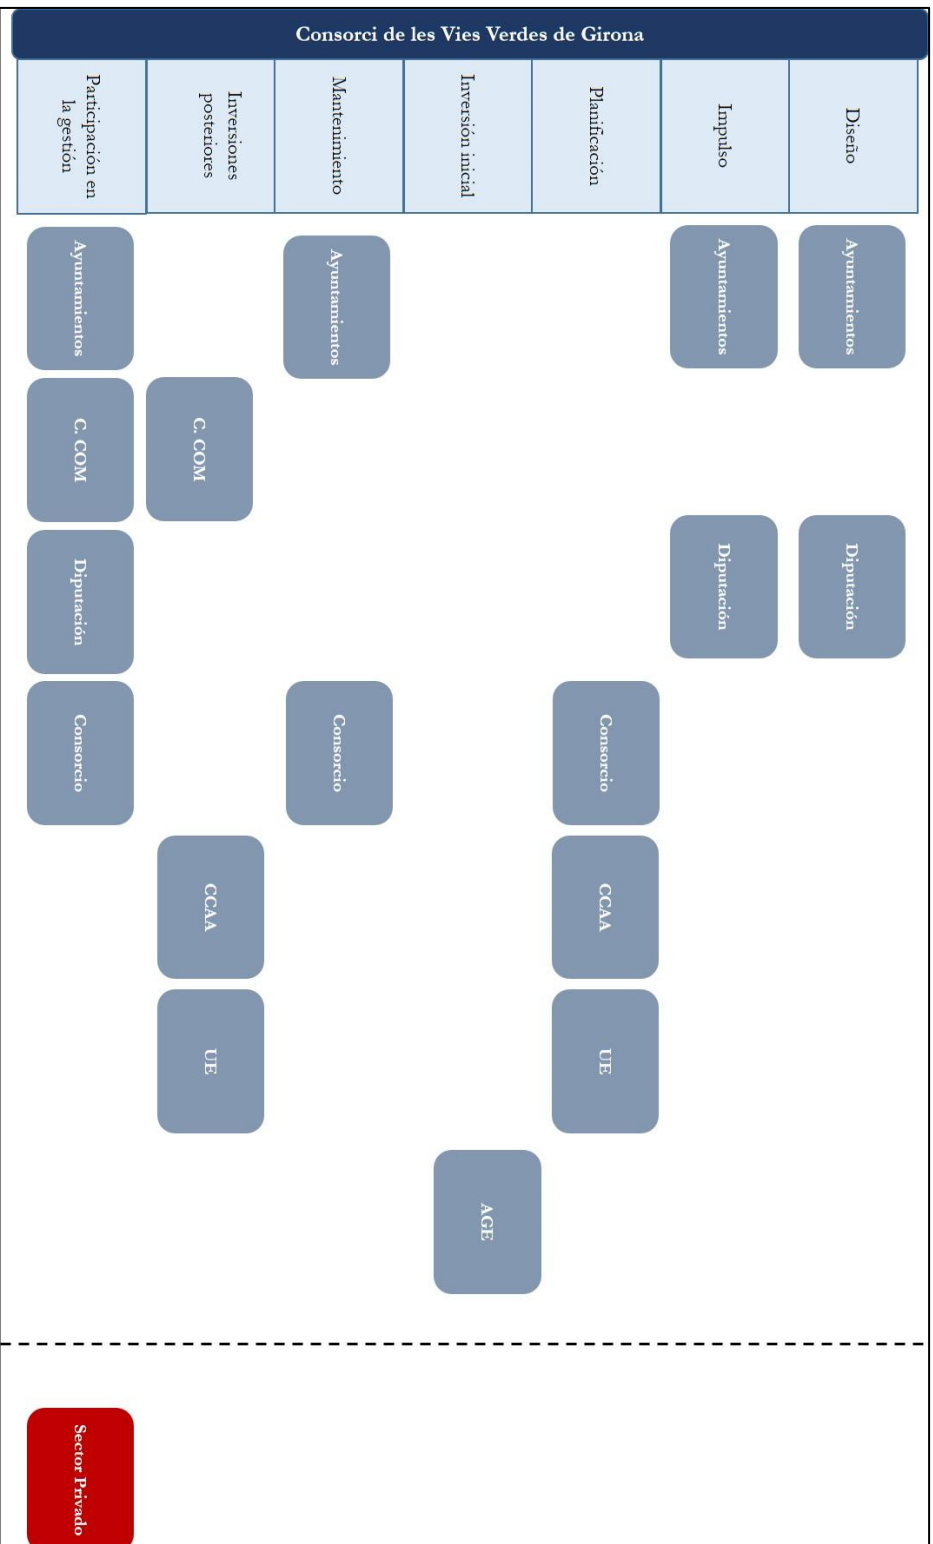 Consorci de les Vies Verdes de Girona
Participación en
la gestión
Inversiones
posteriores
Mantenimiento
Inversión inicial
Planificación
Impulso
Diseño
Ayuntamientos
Ayuntamientos
Ayuntamientos
Ayuntamientos
C. COM
C. COM
Diputación
Diputación
Diputación
Consorcio
Consorcio
Consorcio
CCAA
CCAA
UE
UE
AGE
Sector Privado